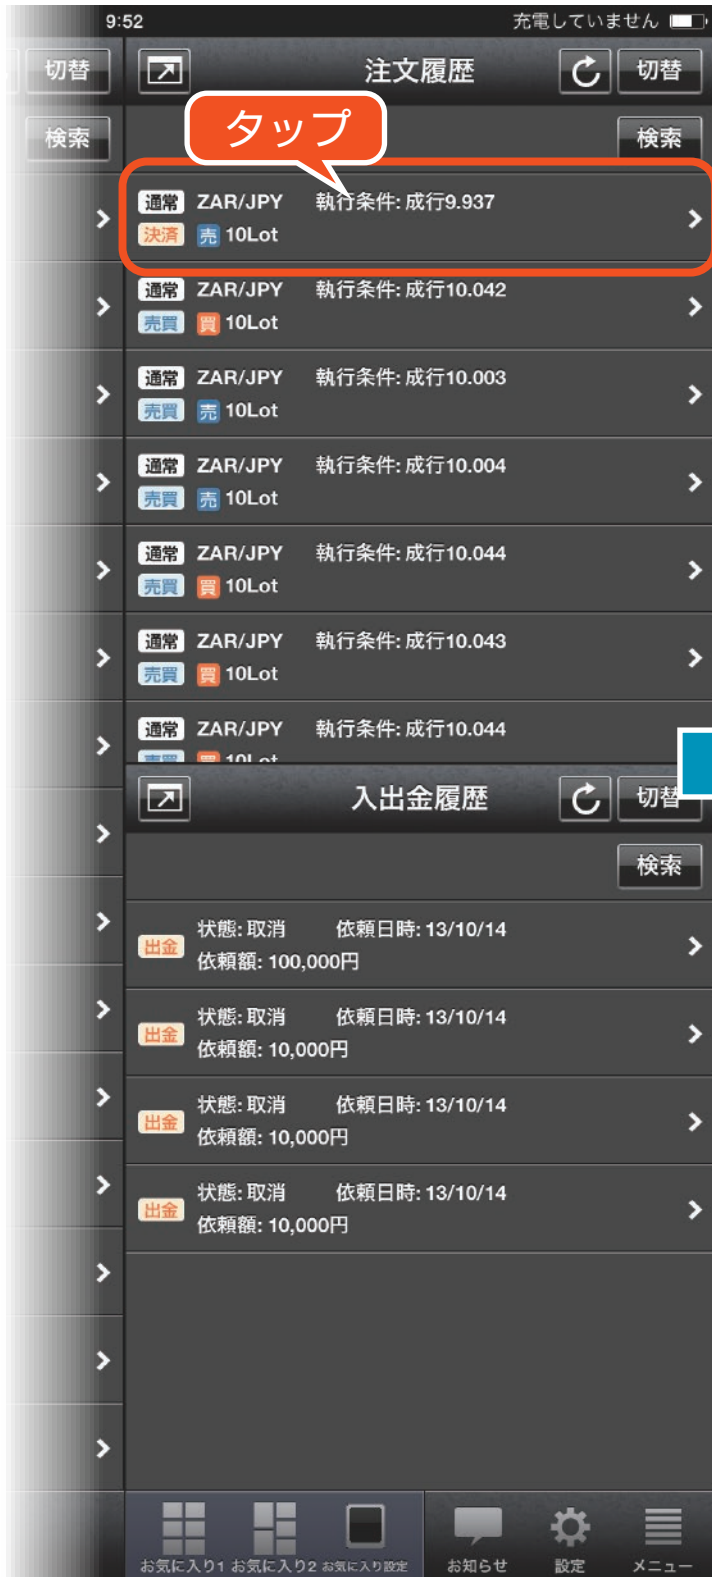 9:52 充電していません
切替 注文履歴 切替
検索 タップ 検索
通常 ZAR/JPY 執行条件: 成行9.937
決済 売 10Lot
通常 ZAR/JPY 執行条件: 成行10.042
売買 買 10Lot
通常 ZAR/JPY 執行条件: 成行10.003
売買 売 10Lot
通常 ZAR/JPY 執行条件: 成行10.004
売買 売 10Lot
通常 ZAR/JPY 執行条件: 成行10.044
売買 買 10Lot
通常 ZAR/JPY 執行条件: 成行10.043
売買 買 10Lot
通常 ZAR/JPY 執行条件: 成行10.044
売買 買 10Lot
入出金履歴 切替
検索
状態: 取消 依頼日時: 13/10/14
出金 依頼額: 100,000円
状態: 取消 依頼日時: 13/10/14
出金 依頼額: 10,000円
状態: 取消 依頼日時: 13/10/14
出金 依頼額: 10,000円
状態: 取消 依頼日時: 13/10/14
出金 依頼額: 10,000円
お気に入り1 お気に入り2 お気に入り設定 お知らせ 設定 メニュー